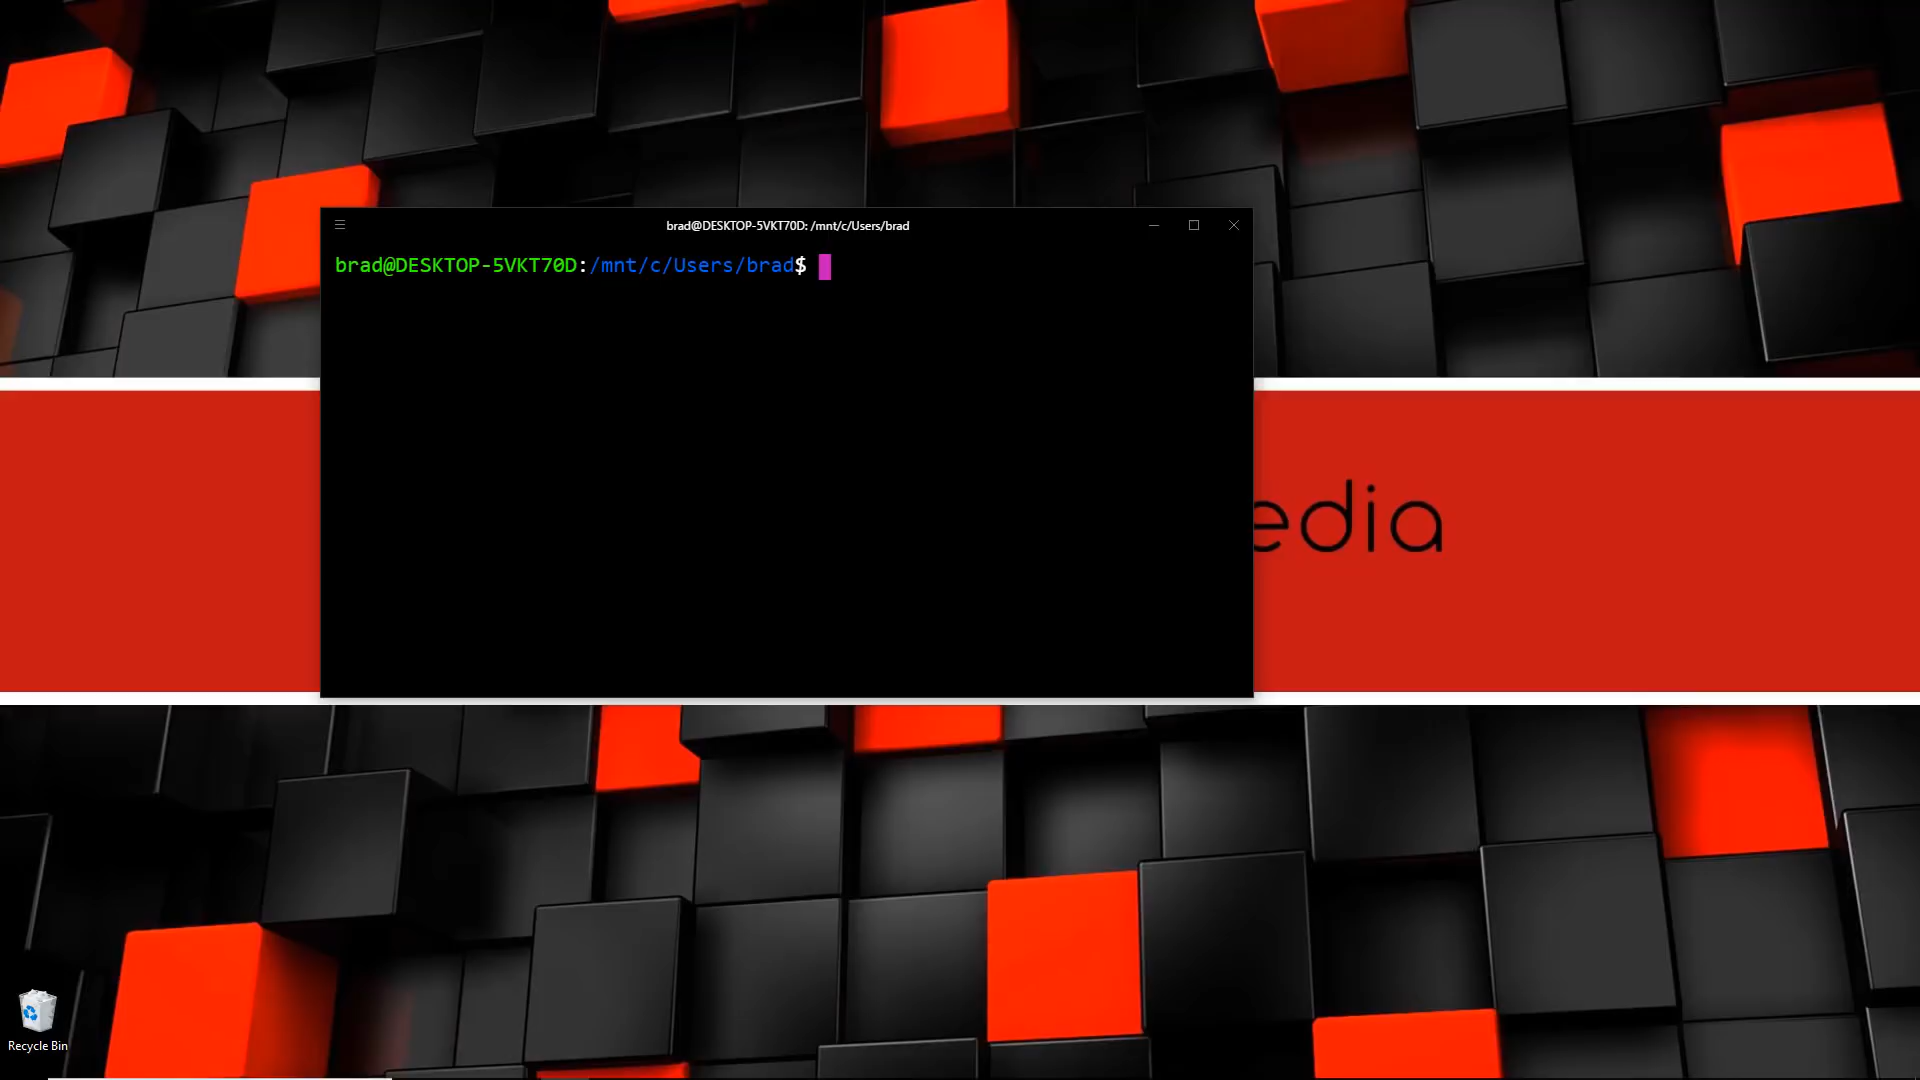 brad@DESKTOP-5VKT70D: /mnt/c/Users/brad
brad@DESKTOP-5VKT70D:/mnt/c/Users/brad$
edia
Recycle Bin